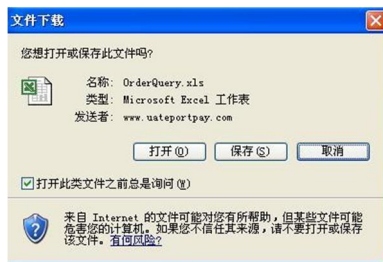 文件下载
您想打开或保存此文件吗?
名称: OrderQuery.xls
类型: Microsoft Excel 工作表
发送者: www.uateportpay.com
打开(O) 保存(S) 取消
打开此类文件之前总是询问(W)
来自 Internet 的文件可能对您有所帮助，但某些文件可能
危害您的计算机。如果您不信任其来源，请不要打开或保存
该文件。有何风险?